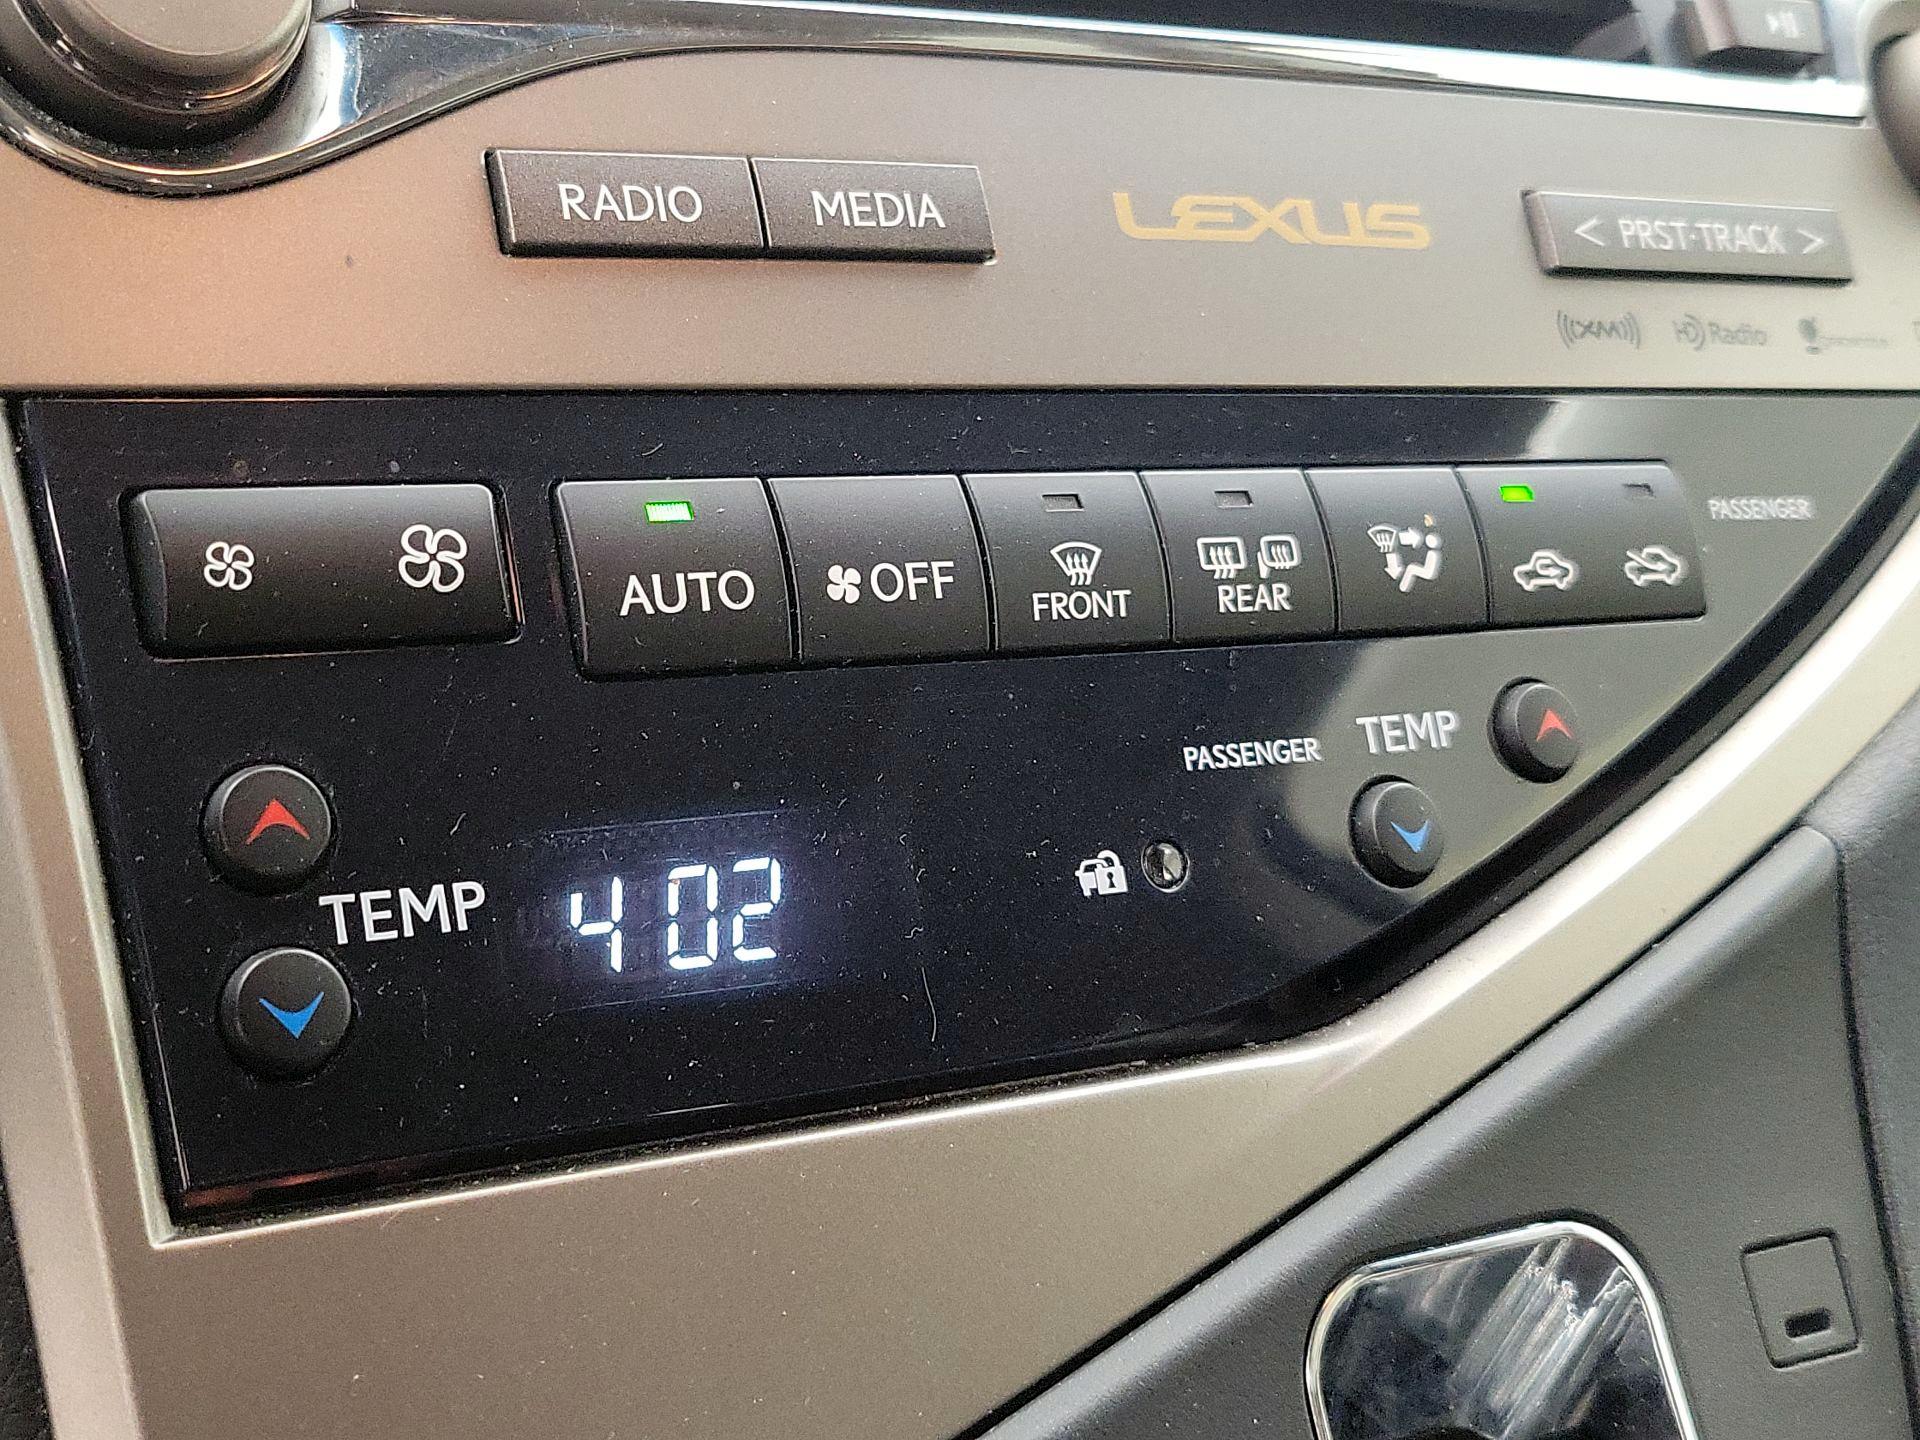 RADIO MEDIA LEXUS < PRST·TRACK >
((XM)) HD Radio
AUTO OFF FRONT REAR PASSENGER
PASSENGER TEMP
TEMP 4 02